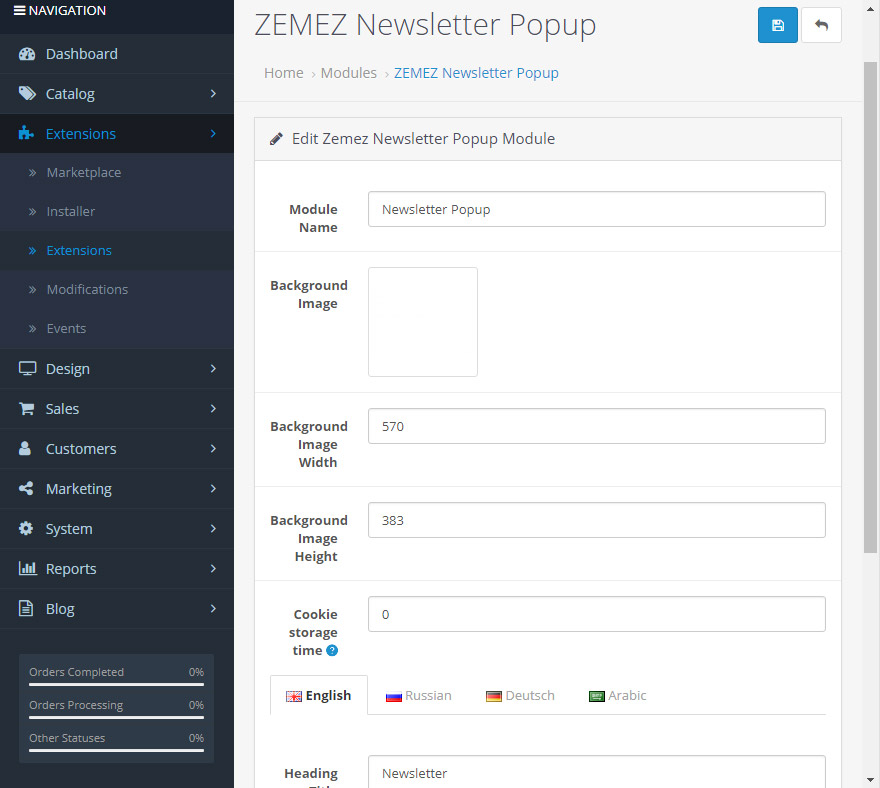 NAVIGATION
Dashboard
Catalog
Extensions
Marketplace
Installer
Extensions
Modifications
Events
Design
Sales
Customers
Marketing
System
Reports
Blog
Orders Completed 0%
Orders Processing 0%
Other Statuses 0%
ZEMEZ Newsletter Popup
Home › Modules › ZEMEZ Newsletter Popup
Edit Zemez Newsletter Popup Module
Module
Name
Newsletter Popup
Background
Image
Background
Image
Width
570
Background
Image
Height
383
Cookie
storage
time ?
0
English Russian Deutsch Arabic
Heading
Title
Newsletter